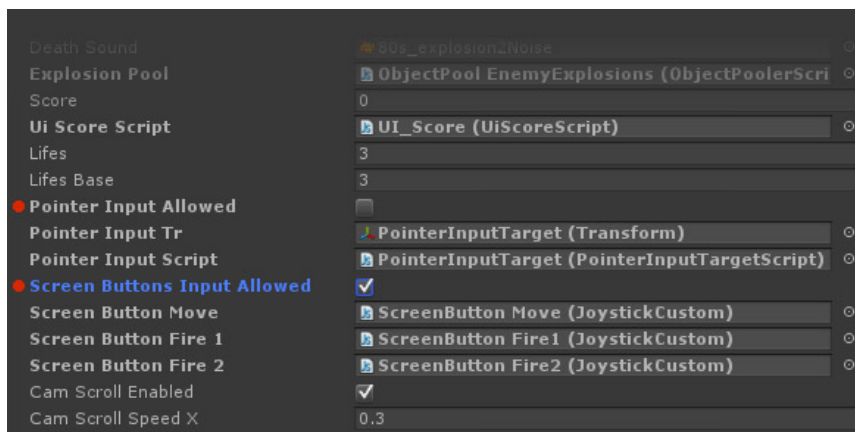 Death Sound 80s_explosion2Noise
Explosion Pool ObjectPool EnemyExplosions (ObjectPoolerScri
Score 0
Ui Score Script UI_Score (UiScoreScript)
Lifes 3
Lifes Base 3
Pointer Input Allowed
Pointer Input Tr PointerInputTarget (Transform)
Pointer Input Script PointerInputTarget (PointerInputTargetScript)
Screen Buttons Input Allowed
Screen Button Move ScreenButton Move (JoystickCustom)
Screen Button Fire 1 ScreenButton Fire1 (JoystickCustom)
Screen Button Fire 2 ScreenButton Fire2 (JoystickCustom)
Cam Scroll Enabled
Cam Scroll Speed X 0.3